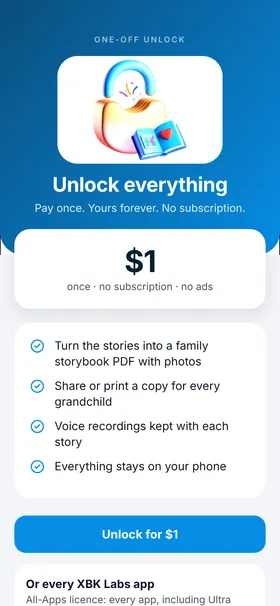 ONE-OFF UNLOCK
Unlock everything
Pay once. Yours forever. No subscription.
$1
once · no subscription · no ads
Turn the stories into a family
storybook PDF with photos
Share or print a copy for every
grandchild
Voice recordings kept with each
story
Everything stays on your phone
Unlock for $1
Or every XBK Labs app
All-Apps licence: every app, including Ultra